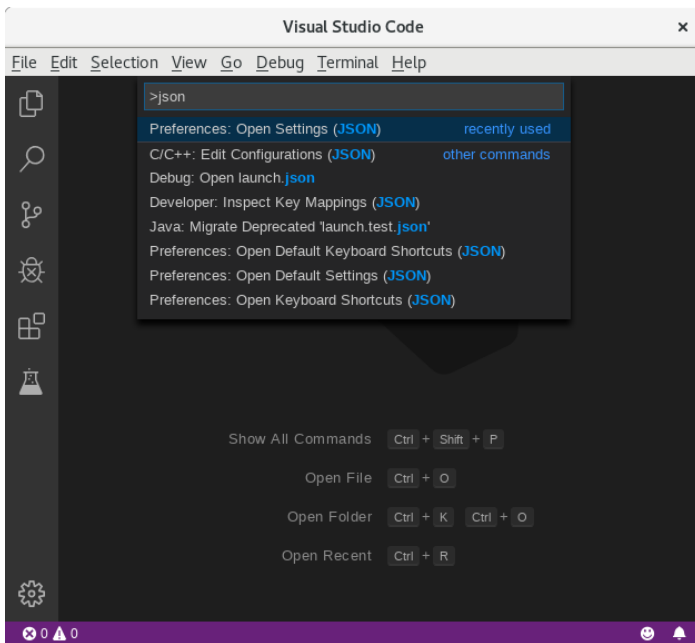 Visual Studio Code ×
File Edit Selection View Go Debug Terminal Help
>json
Preferences: Open Settings (JSON) recently used
C/C++: Edit Configurations (JSON) other commands
Debug: Open launch.json
Developer: Inspect Key Mappings (JSON)
Java: Migrate Deprecated 'launch.test.json'
Preferences: Open Default Keyboard Shortcuts (JSON)
Preferences: Open Default Settings (JSON)
Preferences: Open Keyboard Shortcuts (JSON)
Show All Commands Ctrl + Shift + P
Open File Ctrl + O
Open Folder Ctrl + K Ctrl + O
Open Recent Ctrl + R
0 0